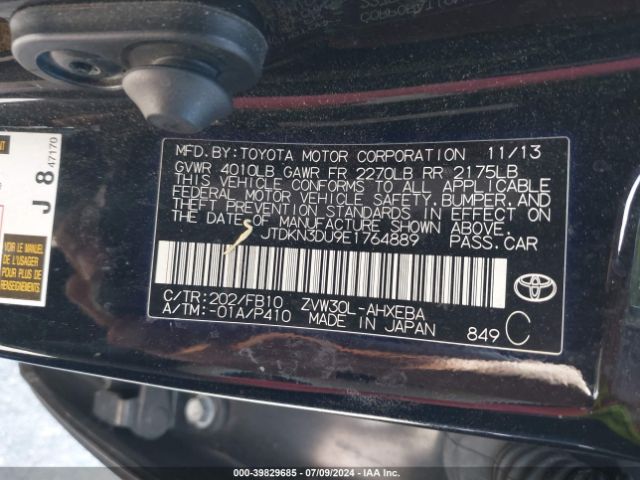 MFD.BY:TOYOTA MOTOR CORPORATION 11/13
GVWR 4010LB GAWR FR 2270LB RR 2175LB
THIS VEHICLE CONFORMS TO ALL APPLICABLE
FEDERAL MOTOR VEHICLE SAFETY,BUMPER,AND
THEFT PREVENTION STANDARDS IN EFFECT ON
THE DATE OF MANUFACTURE SHOWN ABOVE.
JTDKN3DU9E1764889 PASS.CAR
C/TR:202/FB10 ZVW30L-AHXEBA
A/TM:-01A/P410 MADE IN JAPAN 849 C
J 8 47170
VOIR LE MANUEL
DE L'USAGER
POUR PLUS DE
RENSEIGNEMENTS
000-39829685 / 07/09/2024 - IAA Inc.